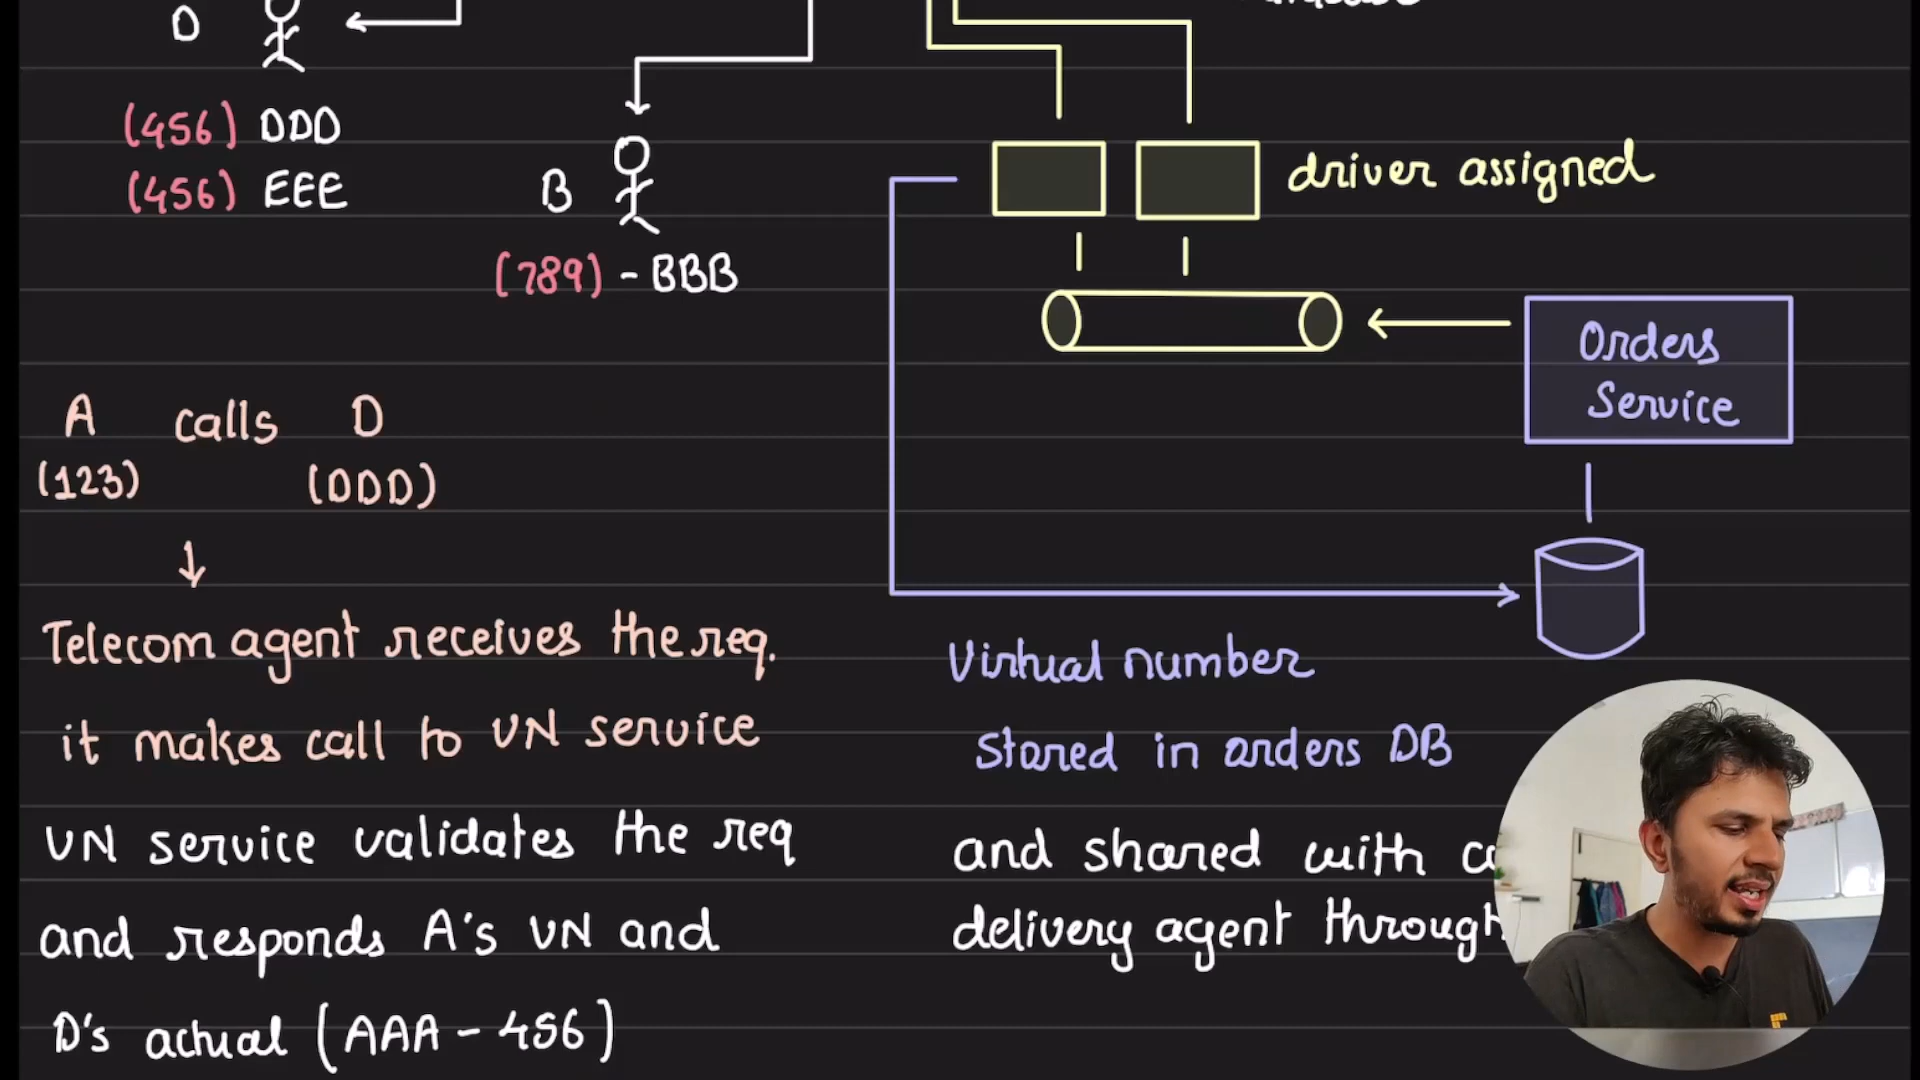 D
(456) DDD
(456) EEE
B
(789) - BBB
driver assigned
Orders
Service
A calls D
(123) (DDD)
Telecom agent receives the req.
it makes call to VN service
VN service validates the req
and responds A's VN and
D's actual (AAA - 456)
Virtual number
Stored in orders DB
and shared with
delivery agent through